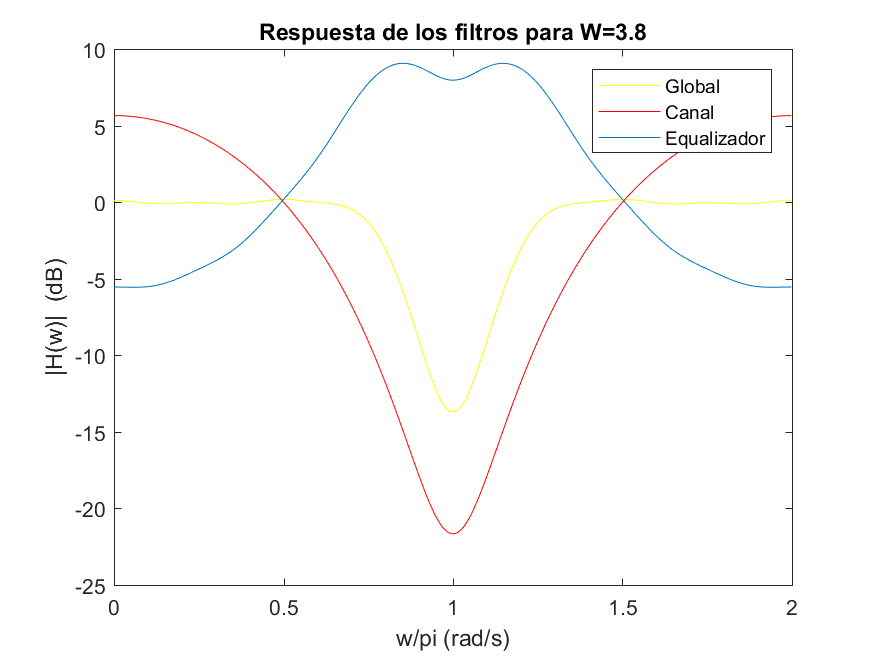 Respuesta de los filtros para W=3.8
10
5
0
-5
-10
-15
-20
-25
|H(w)| (dB)
Global
Canal
Equalizador
0 0.5 1 1.5 2
w/pi (rad/s)